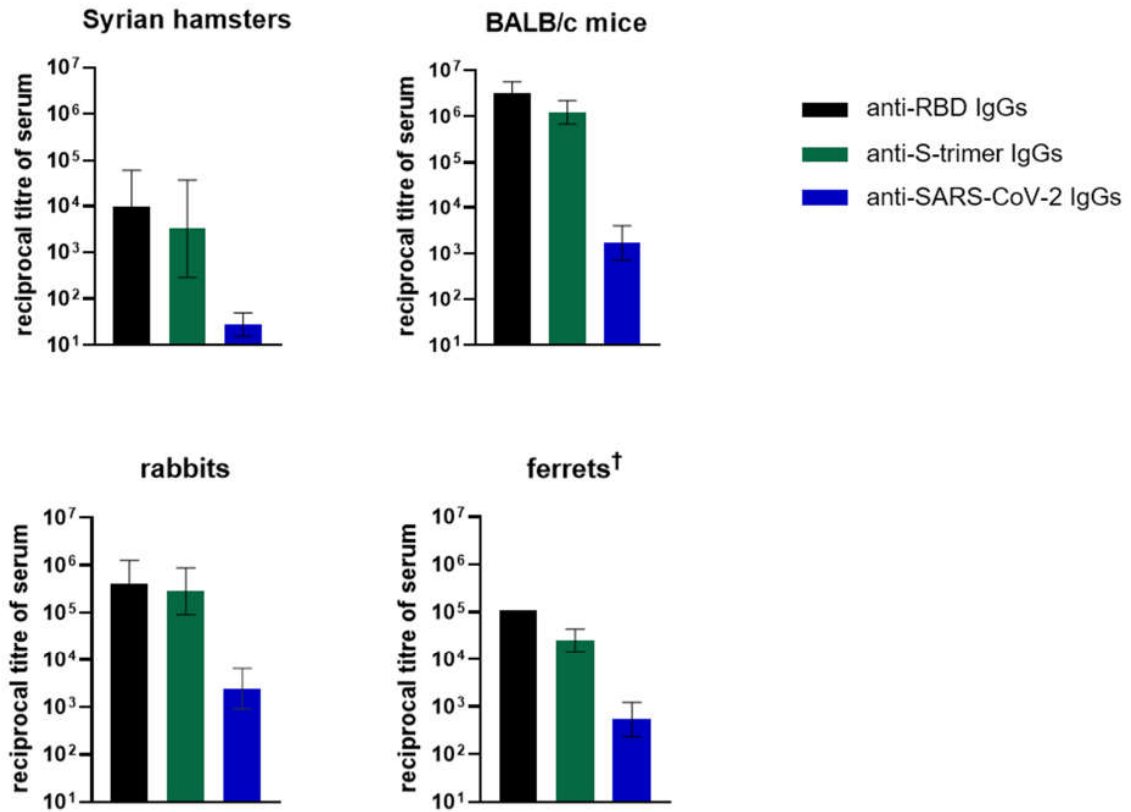 Syrian hamsters
reciprocal titre of serum
10⁷
10⁶
10⁵
10⁴
10³
10²
10¹
BALB/c mice
reciprocal titre of serum
10⁷
10⁶
10⁵
10⁴
10³
10²
10¹
anti-RBD IgGs
anti-S-trimer IgGs
anti-SARS-CoV-2 IgGs
rabbits
reciprocal titre of serum
10⁷
10⁶
10⁵
10⁴
10³
10²
10¹
ferrets†
reciprocal titre of serum
10⁷
10⁶
10⁵
10⁴
10³
10²
10¹